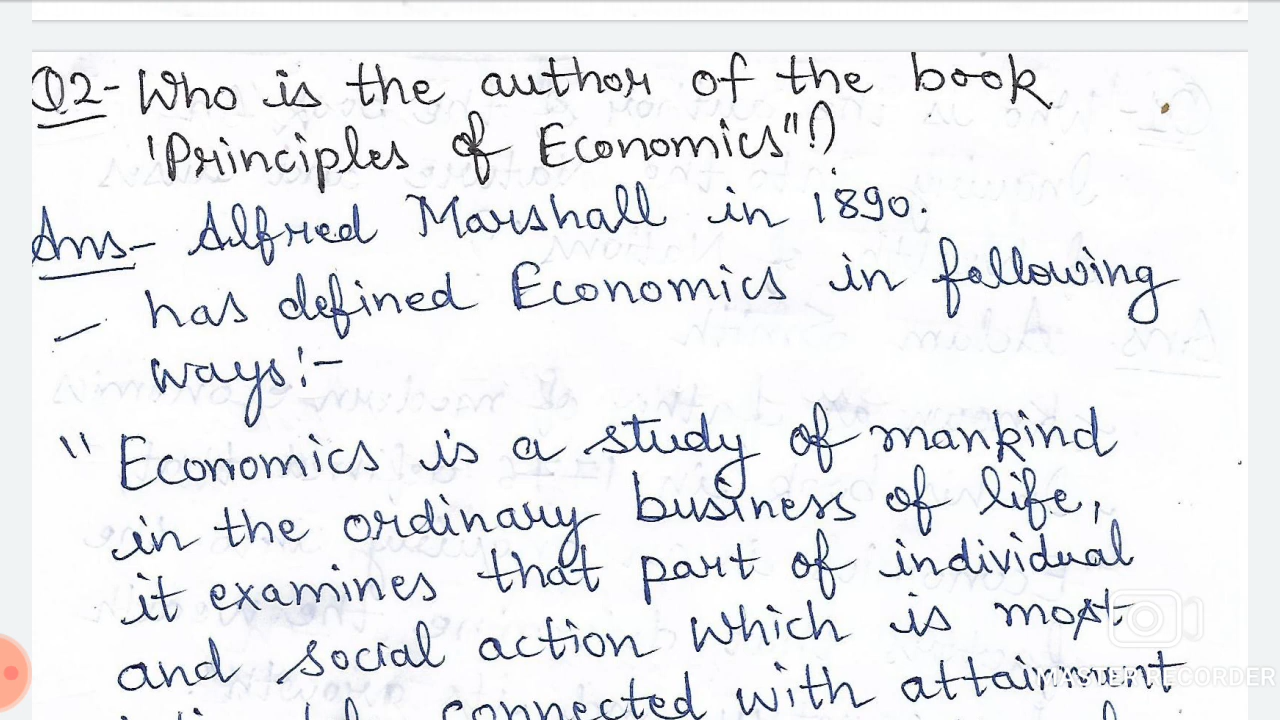 Q2- Who is the author of the book
'Principles of Economics"?
Ans- Alfred Marshall in 1890.
- has defined Economics in following
ways:-
" Economics is a study of mankind
in the ordinary business of life,
it examines that part of individual
and social action which is most
connected with attainment
MASTER RECORDER